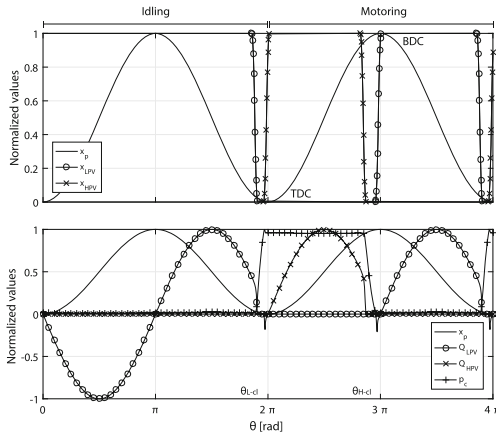 Idling Motoring
1
0.8
0.6
0.4
0.2
0
Normalized values
BDC
TDC
x_p
x_LPV
x_HPV
1
0.5
0
-0.5
-1
Normalized values
x_p
Q_LPV
Q_HPV
p_c
θ_L-cl θ_H-cl
0 π 2 π 3 π 4 π
θ [rad]